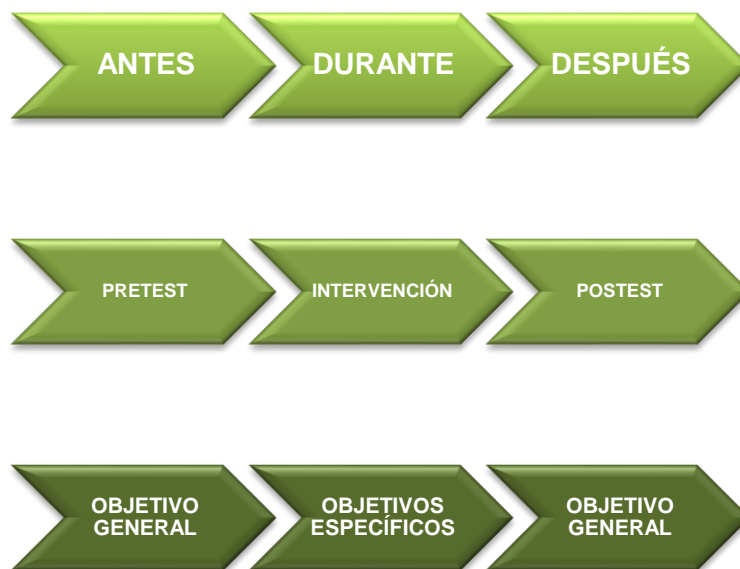 ANTES
DURANTE
DESPUÉS
PRETEST
INTERVENCIÓN
POSTEST
OBJETIVO
GENERAL
OBJETIVOS
ESPECÍFICOS
OBJETIVO
GENERAL